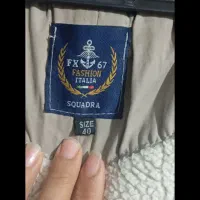 FX 67
FASHION
ITALIA
SQUADRA
SIZE
40